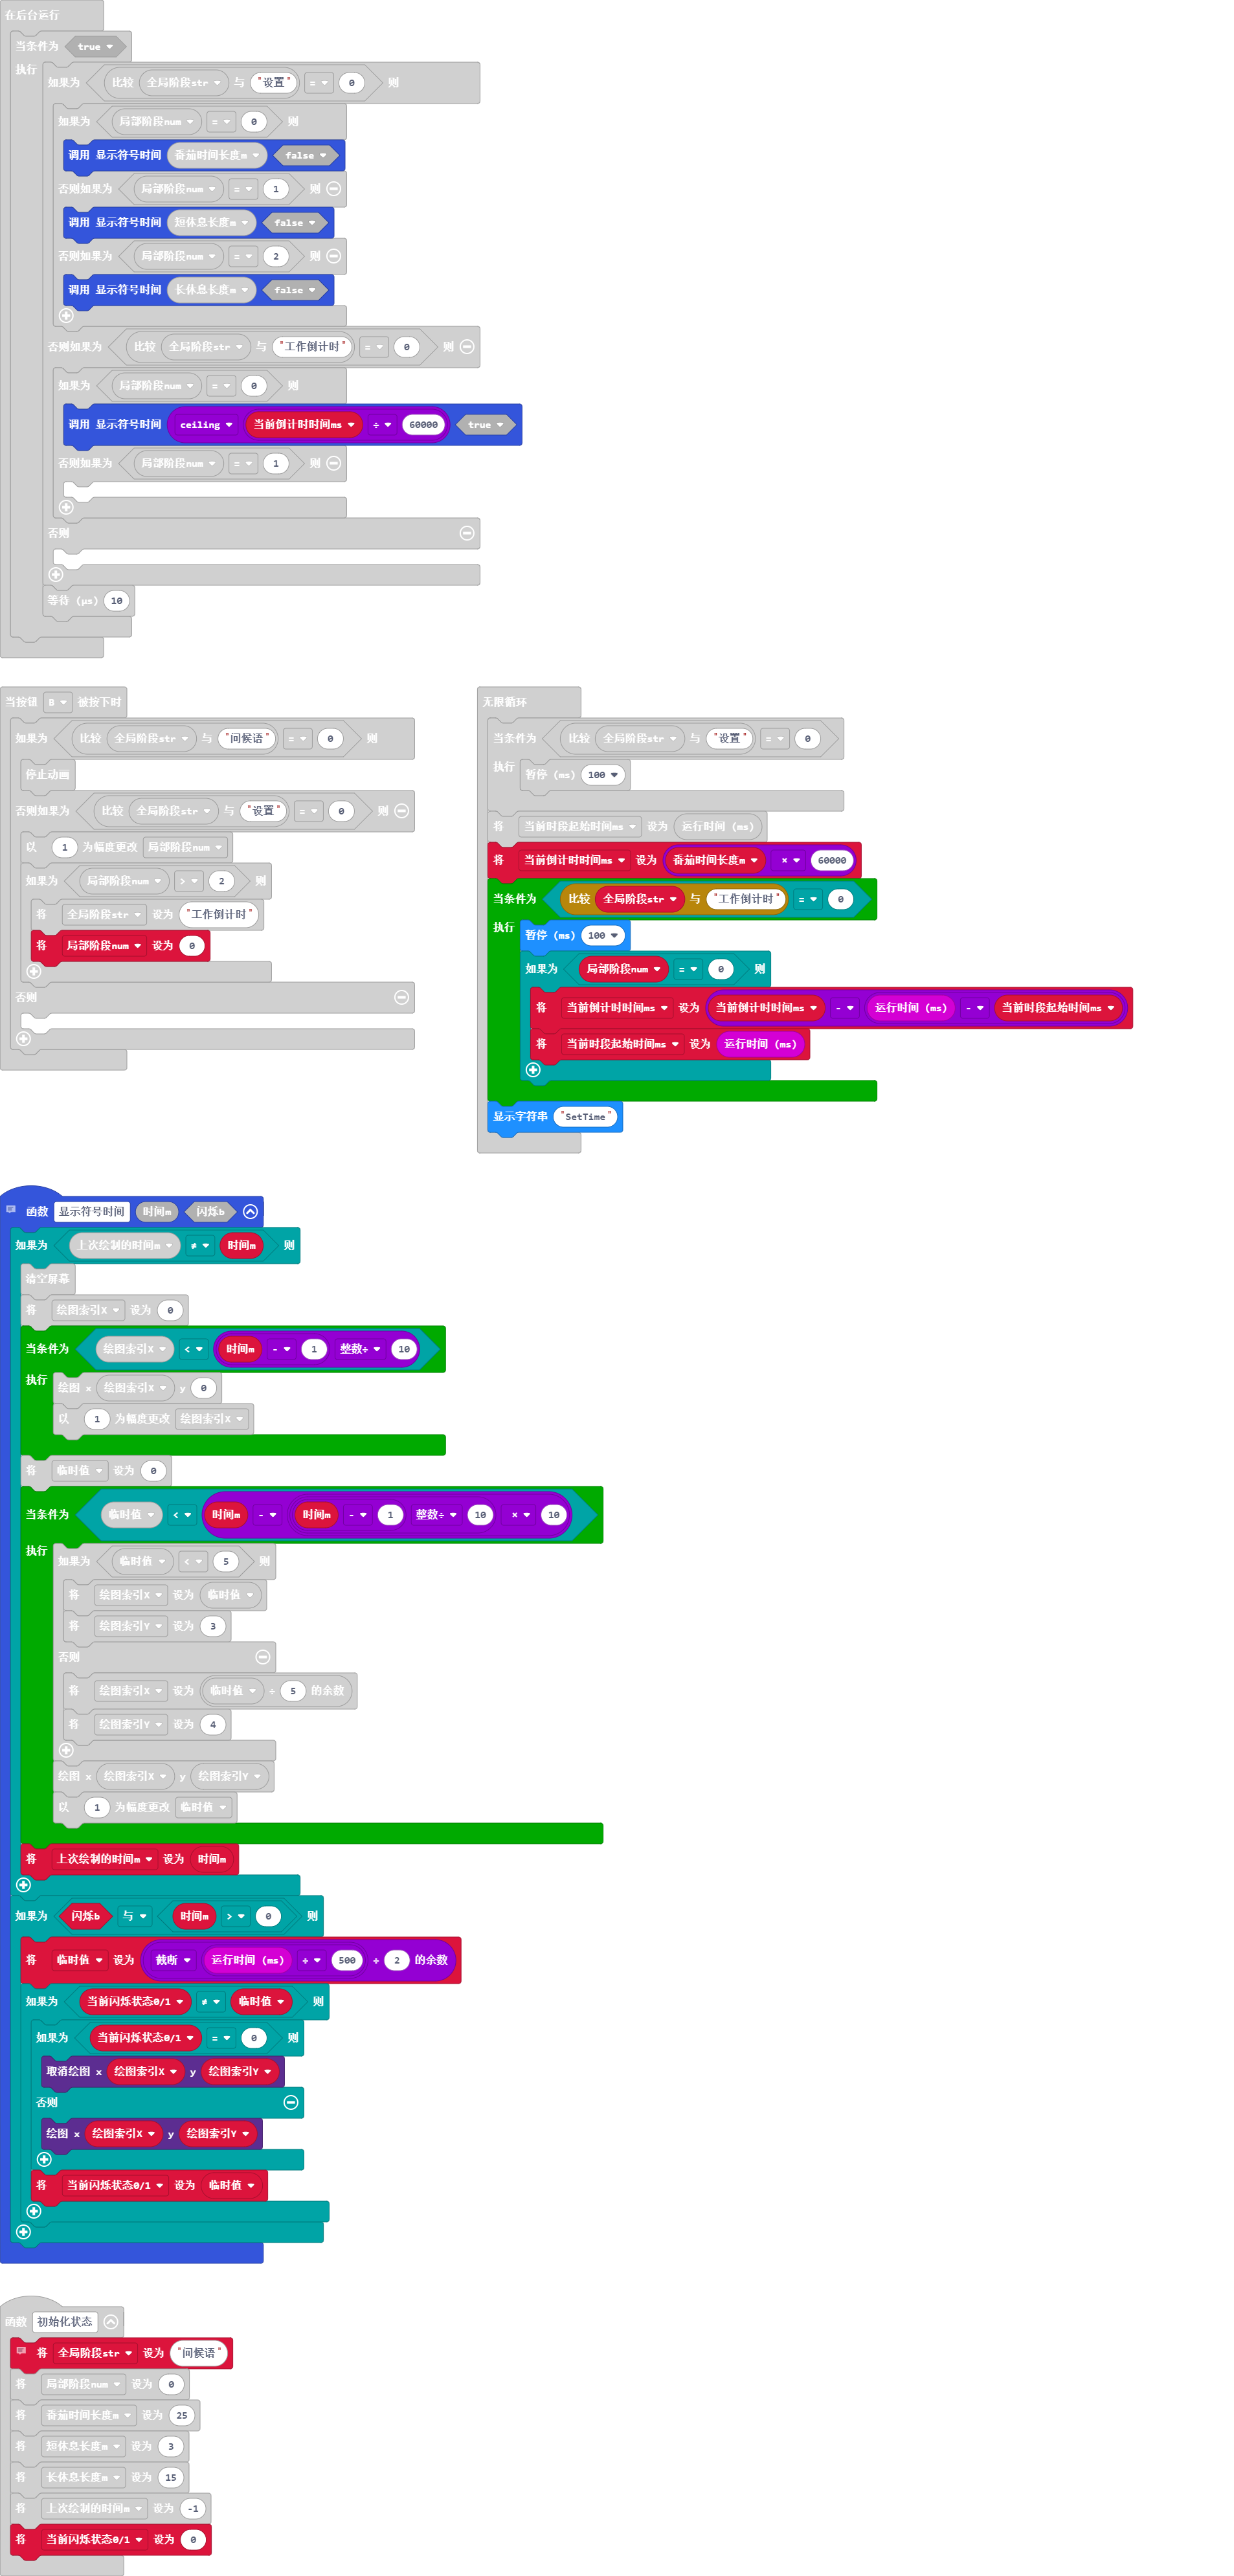 在后台运行
当条件为 true
执行
如果为 比较 全局阶段str 与 "设置" = 0 则
如果为 局部阶段num = 0 则
调用 显示符号时间 番茄时间长度m false
否则如果为 局部阶段num = 1 则
调用 显示符号时间 短休息长度m false
否则如果为 局部阶段num = 2 则
调用 显示符号时间 长休息长度m false
否则如果为 比较 全局阶段str 与 "工作倒计时" = 0 则
如果为 局部阶段num = 0 则
调用 显示符号时间 ceiling 当前倒计时时间ms ÷ 60000 true
否则如果为 局部阶段num = 1 则
否则
等待 (µs) 10
当按钮 B 被按下时
如果为 比较 全局阶段str 与 "问候语" = 0 则
停止动画
否则如果为 比较 全局阶段str 与 "设置" = 0 则
以 1 为幅度更改 局部阶段num
如果为 局部阶段num > 2 则
将 全局阶段str 设为 "工作倒计时"
将 局部阶段num 设为 0
否则
无限循环
当条件为 比较 全局阶段str 与 "设置" = 0
执行 暂停 (ms) 100
将 当前时段起始时间ms 设为 运行时间 (ms)
将 当前倒计时时间ms 设为 番茄时间长度m × 60000
当条件为 比较 全局阶段str 与 "工作倒计时" = 0
执行 暂停 (ms) 100
如果为 局部阶段num = 0 则
将 当前倒计时时间ms 设为 当前倒计时时间ms - 运行时间 (ms) - 当前时段起始时间ms
将 当前时段起始时间ms 设为 运行时间 (ms)
显示字符串 "SetTime"
函数 显示符号时间 时间m 闪烁b
如果为 上次绘制的时间m ≠ 时间m 则
清空屏幕
将 绘图索引X 设为 0
当条件为 绘图索引X < 时间m - 1 整数÷ 10
执行 绘图 x 绘图索引X y 0
以 1 为幅度更改 绘图索引X
将 临时值 设为 0
当条件为 临时值 < 时间m - 时间m - 1 整数÷ 10 × 10
执行 如果为 临时值 < 5 则
将 绘图索引X 设为 临时值
将 绘图索引Y 设为 3
否则
将 绘图索引X 设为 临时值 ÷ 5 的余数
将 绘图索引Y 设为 4
绘图 x 绘图索引X y 绘图索引Y
以 1 为幅度更改 临时值
将 上次绘制的时间m 设为 时间m
如果为 闪烁b 与 时间m > 0 则
将 临时值 设为 截断 运行时间 (ms) ÷ 500 ÷ 2 的余数
如果为 当前闪烁状态0/1 ≠ 临时值 则
如果为 当前闪烁状态0/1 = 0 则
取消绘图 x 绘图索引X y 绘图索引Y
否则
绘图 x 绘图索引X y 绘图索引Y
将 当前闪烁状态0/1 设为 临时值
函数 初始化状态
将 全局阶段str 设为 "问候语"
将 局部阶段num 设为 0
将 番茄时间长度m 设为 25
将 短休息长度m 设为 3
将 长休息长度m 设为 15
将 上次绘制的时间m 设为 -1
将 当前闪烁状态0/1 设为 0